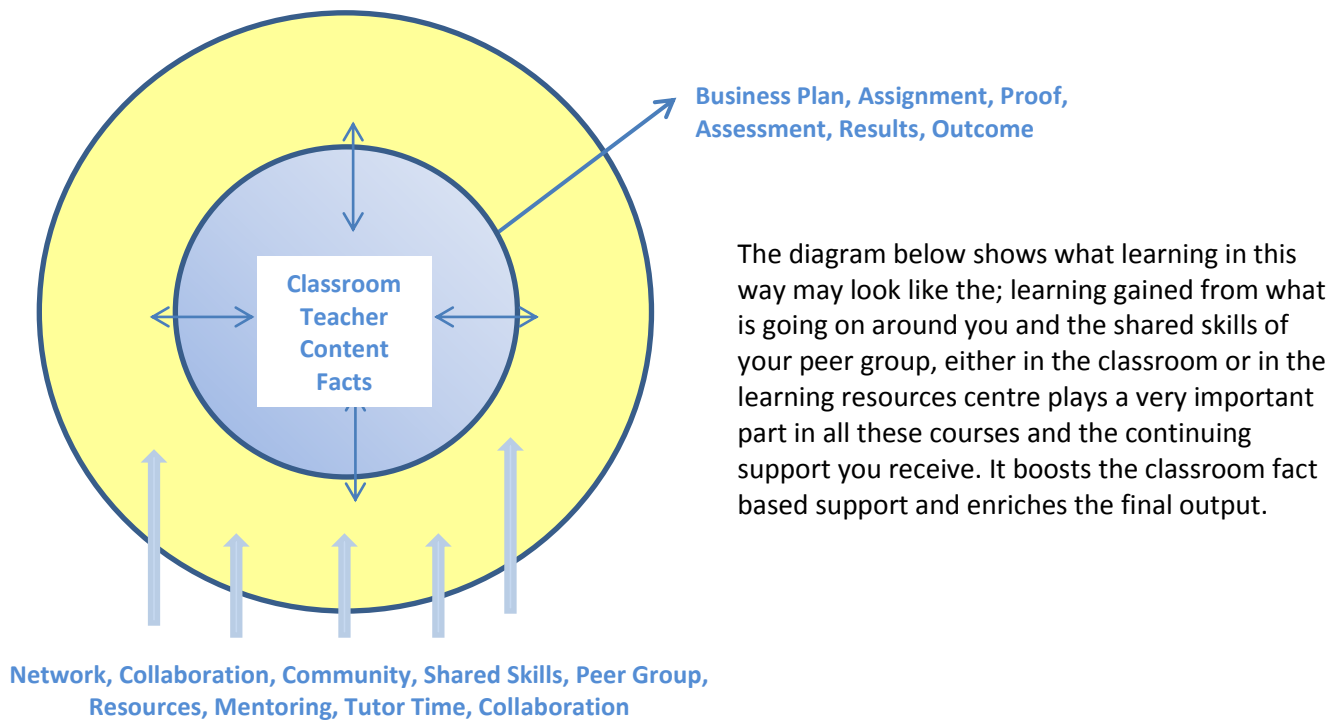 Business Plan, Assignment, Proof,
Assessment, Results, Outcome
The diagram below shows what learning in this
way may look like the; learning gained from what
is going on around you and the shared skills of
your peer group, either in the classroom or in the
learning resources centre plays a very important
part in all these courses and the continuing
support you receive. It boosts the classroom fact
based support and enriches the final output.
Classroom
Teacher
Content
Facts
Network, Collaboration, Community, Shared Skills, Peer Group,
Resources, Mentoring, Tutor Time, Collaboration